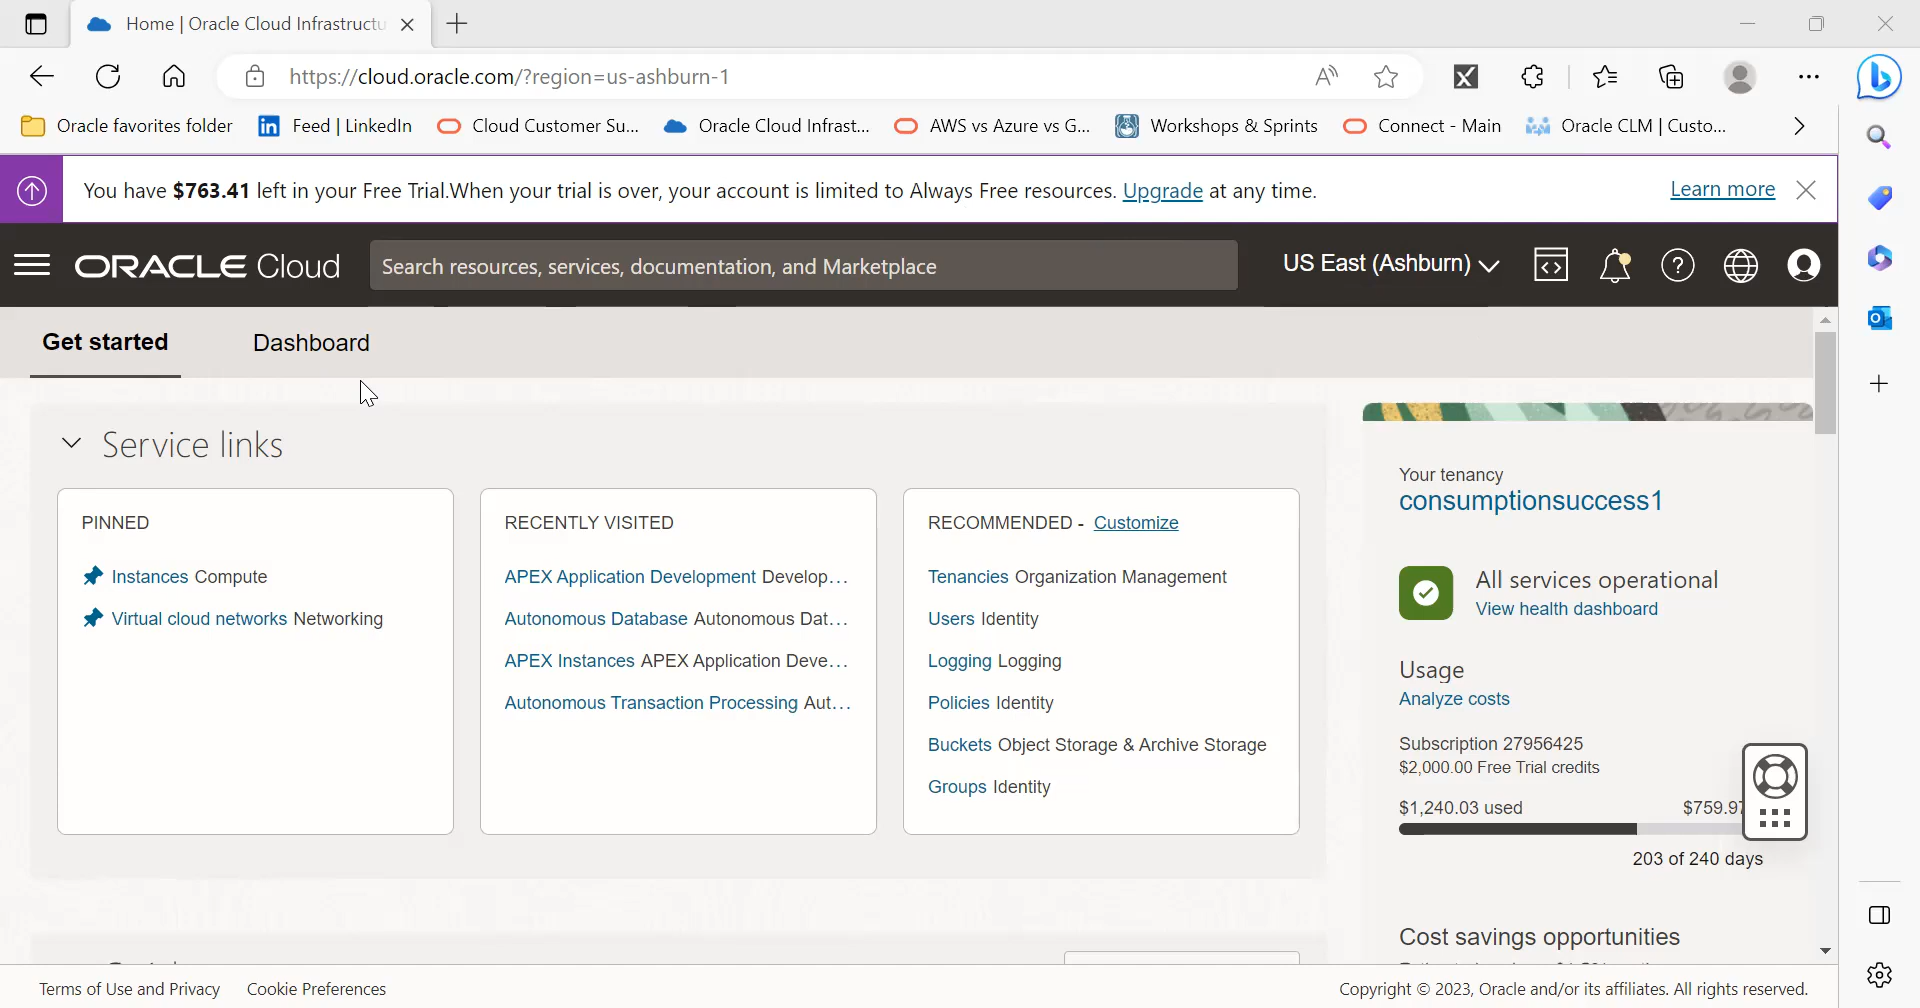 Home | Oracle Cloud Infrastructu
https://cloud.oracle.com/?region=us-ashburn-1
Oracle favorites folder
Feed | LinkedIn
Cloud Customer Su...
Oracle Cloud Infrast...
AWS vs Azure vs G...
Workshops & Sprints
Connect - Main
Oracle CLM | Custo...
You have $763.41 left in your Free Trial.When your trial is over, your account is limited to Always Free resources. Upgrade at any time.
Learn more
ORACLE Cloud
Search resources, services, documentation, and Marketplace
US East (Ashburn)
Get started
Dashboard
Service links
PINNED
Instances Compute
Virtual cloud networks Networking
RECENTLY VISITED
APEX Application Development Develop...
Autonomous Database Autonomous Dat...
APEX Instances APEX Application Deve...
Autonomous Transaction Processing Aut...
RECOMMENDED - Customize
Tenancies Organization Management
Users Identity
Logging Logging
Policies Identity
Buckets Object Storage & Archive Storage
Groups Identity
Your tenancy
consumptionsuccess1
All services operational
View health dashboard
Usage
Analyze costs
Subscription 27956425
$2,000.00 Free Trial credits
$1,240.03 used
$759.97
203 of 240 days
Cost savings opportunities
Terms of Use and Privacy
Cookie Preferences
Copyright © 2023, Oracle and/or its affiliates. All rights reserved.